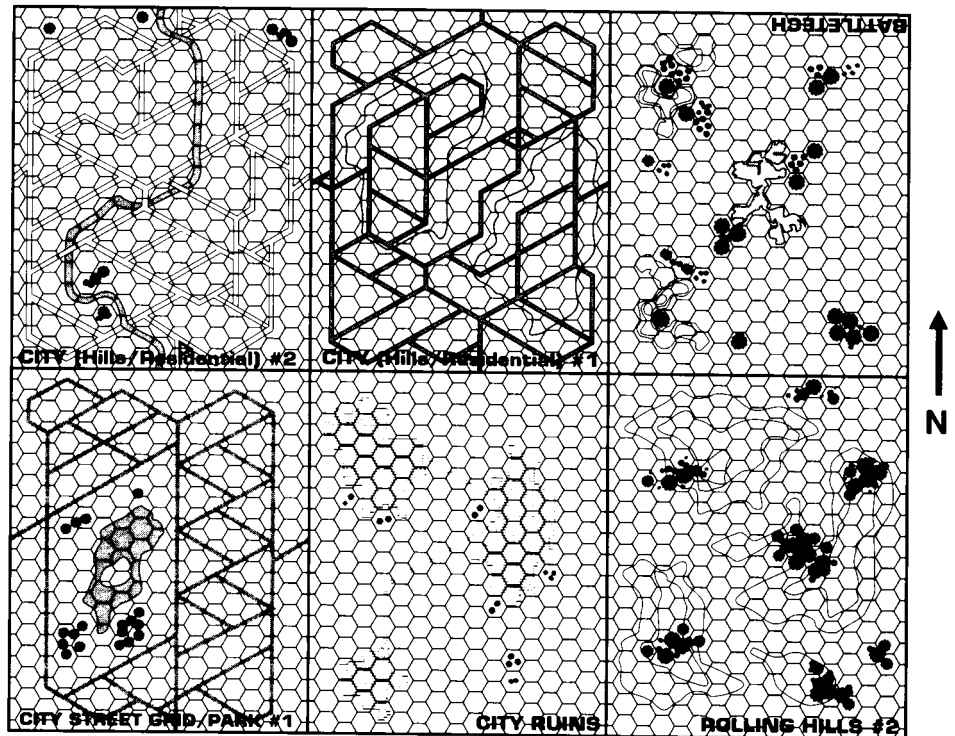 BATTLETECH
CITY (Hills/Residential) #2
CITY (Hills/Residential) #1
N
CITY STREET GRID/PARK #1
CITY RUINS
ROLLING HILLS #2